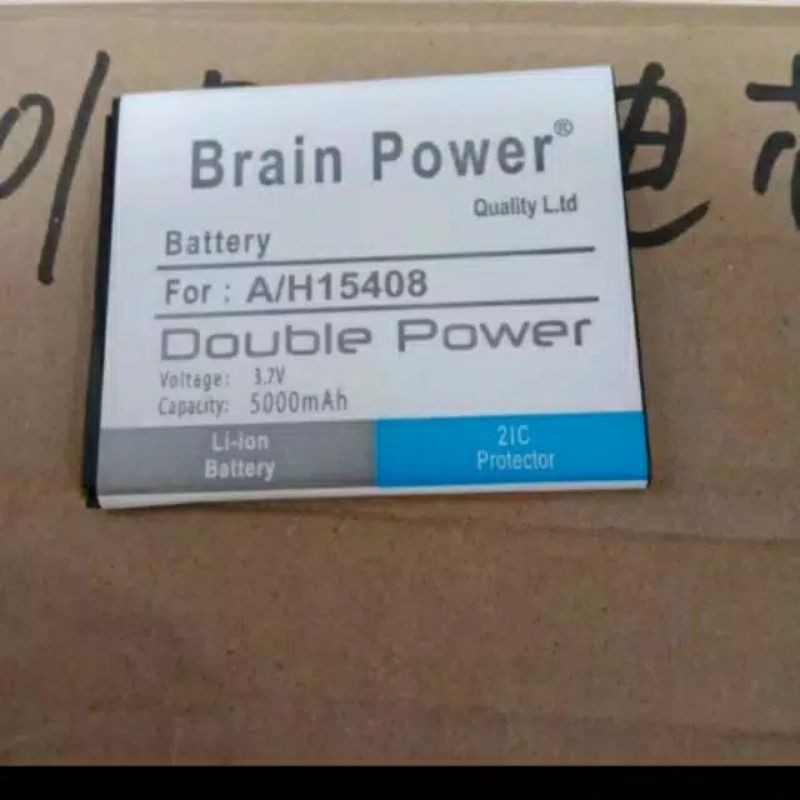 Brain Power®
Quality L.td
Battery
For : A/H15408
Double Power
Voltage: 3.7V
Capacity: 5000mAh
Li-ion
Battery
2IC
Protector